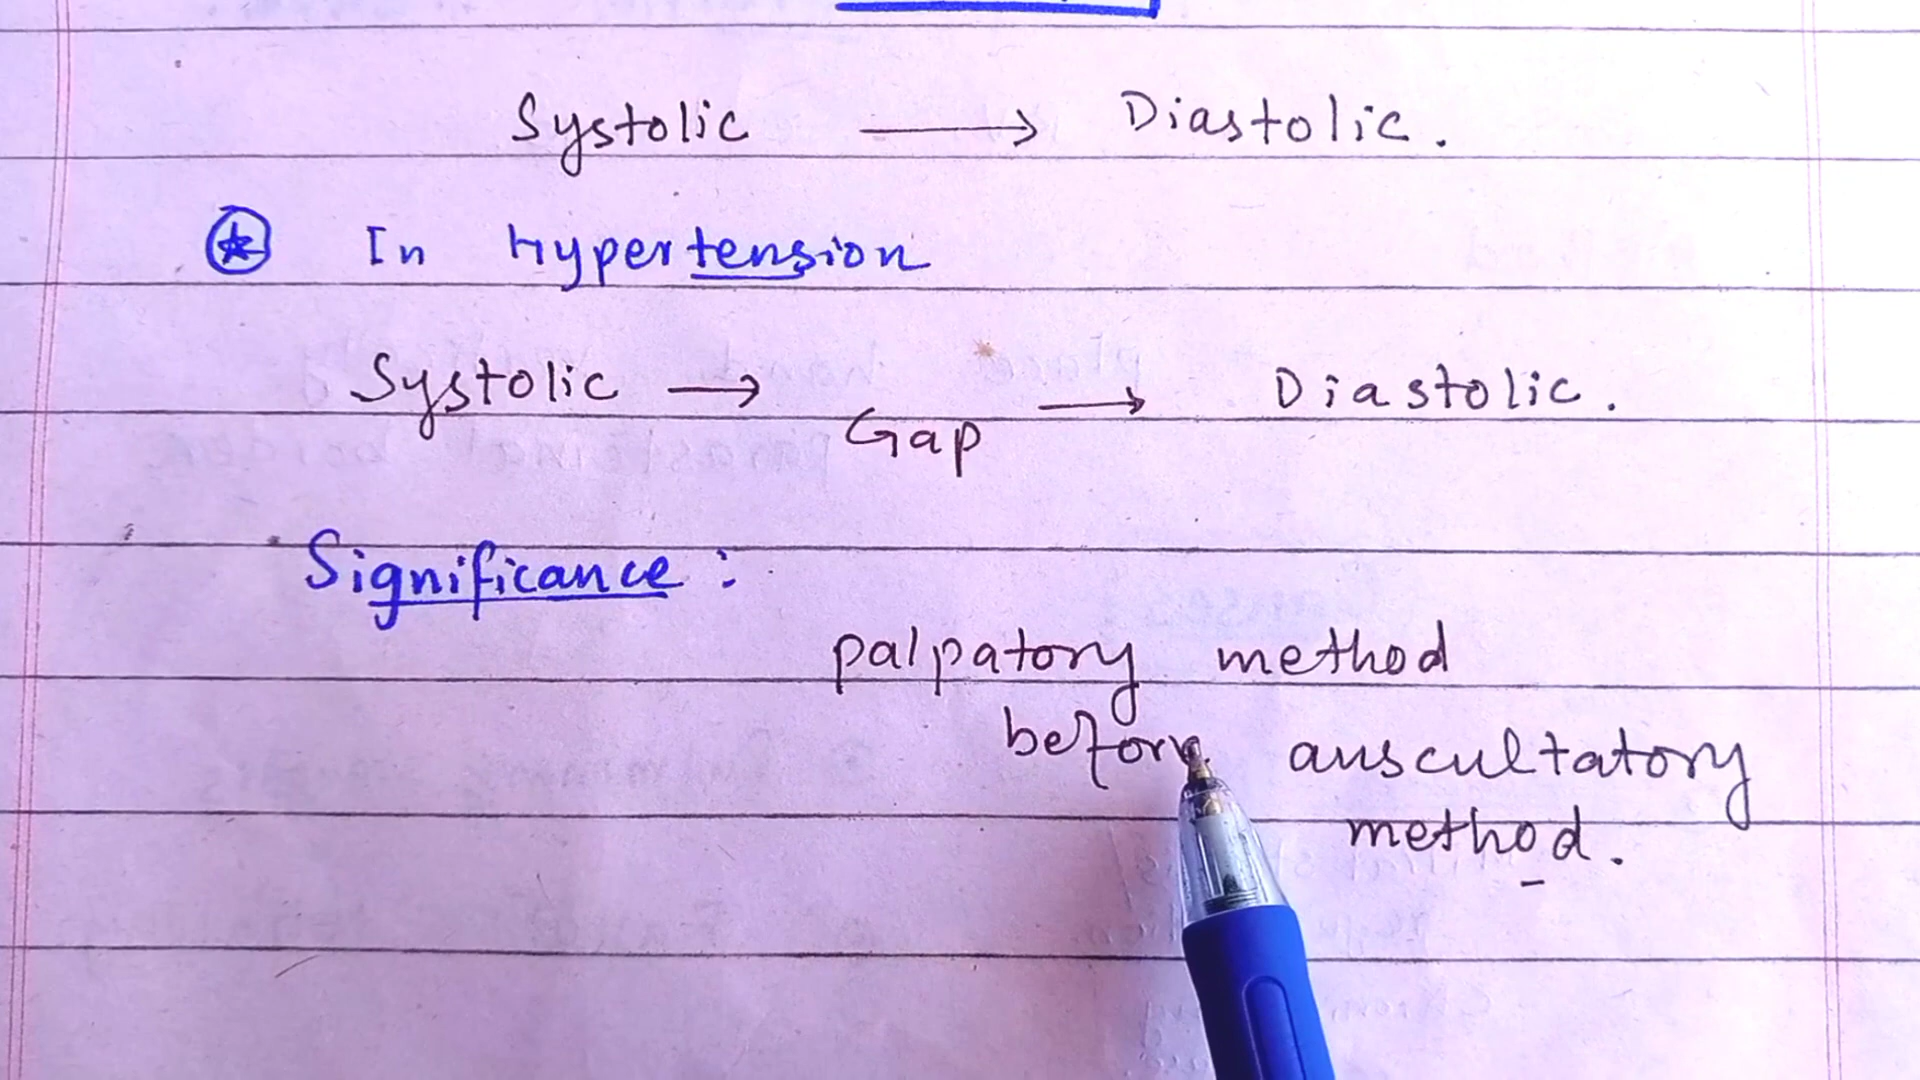 Systolic → Diastolic.
In Hypertension
Systolic → Gap → Diastolic.
Significance :
palpatory method
before auscultatory
method.